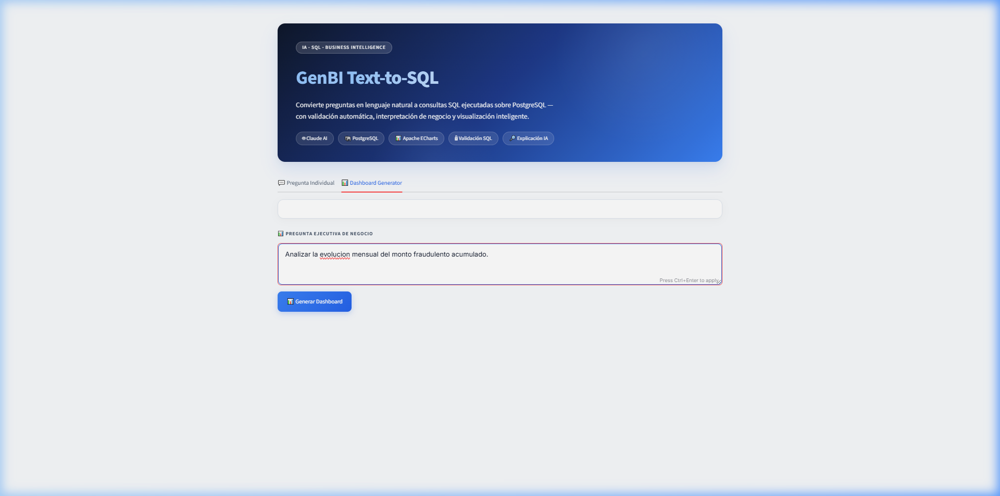 IA · SQL · BUSINESS INTELLIGENCE
GenBI Text-to-SQL
Convierte preguntas en lenguaje natural a consultas SQL ejecutadas sobre PostgreSQL —
con validación automática, interpretación de negocio y visualización inteligente.
Claude AI PostgreSQL Apache ECharts Validación SQL Explicación IA
Pregunta Individual Dashboard Generator
PREGUNTA EJECUTIVA DE NEGOCIO
Analizar la evolucion mensual del monto fraudulento acumulado.
Press Ctrl+Enter to apply
Generar Dashboard